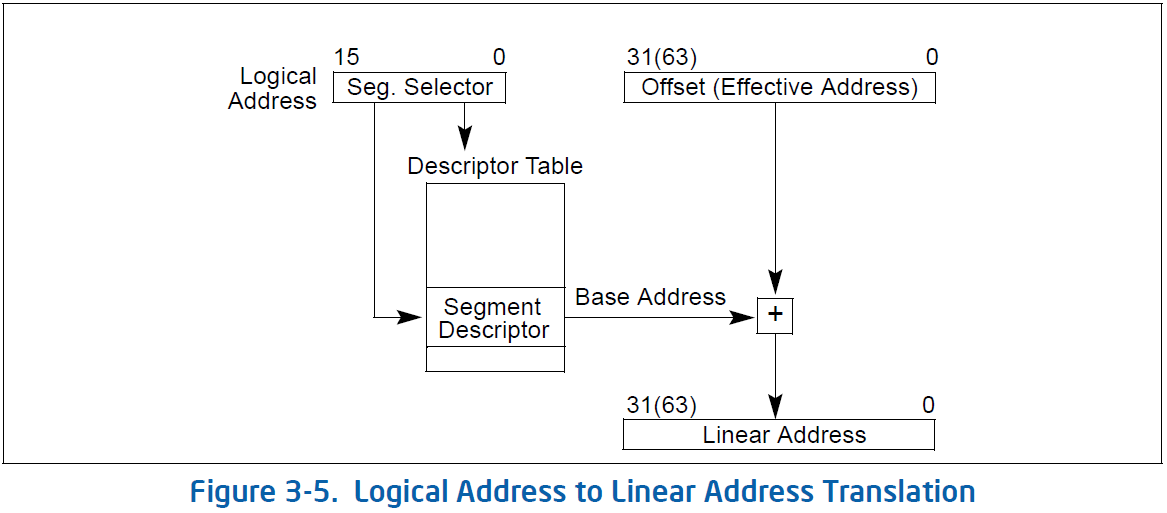 15 0
31(63) 0
Logical
Address
Seg. Selector
Offset (Effective Address)
Descriptor Table
Segment
Descriptor
Base Address
+
31(63) 0
Linear Address
Figure 3-5. Logical Address to Linear Address Translation